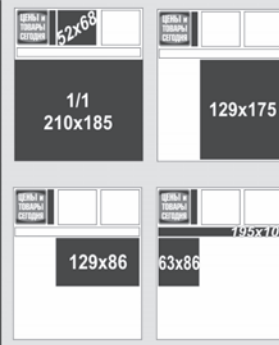 ЦЕНЫ и
ТОВАРЫ
СЕГОДНЯ
52x68
1/1
210x185
ЦЕНЫ и
ТОВАРЫ
СЕГОДНЯ
129x175
ЦЕНЫ и
ТОВАРЫ
СЕГОДНЯ
129x86
ЦЕНЫ и
ТОВАРЫ
СЕГОДНЯ
195x10
63x86